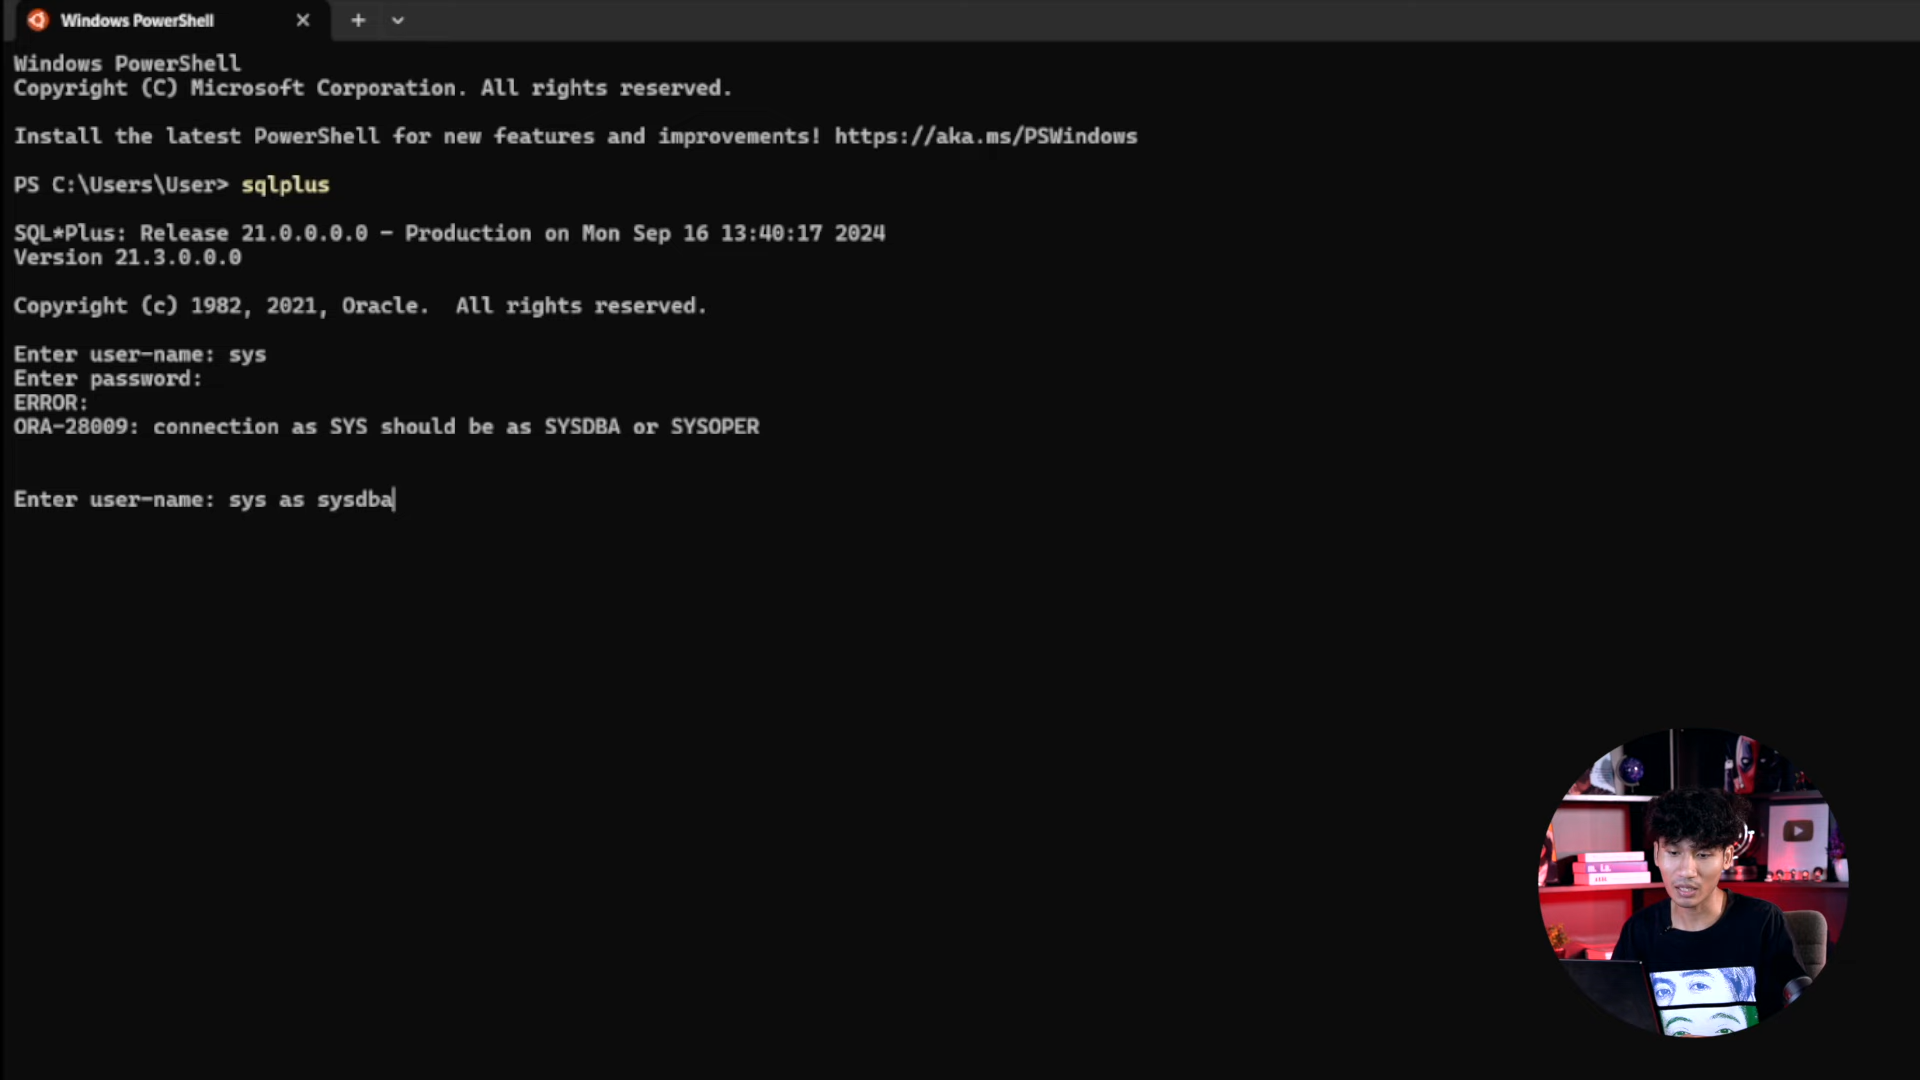 Windows PowerShell
Windows PowerShell
Copyright (C) Microsoft Corporation. All rights reserved.
Install the latest PowerShell for new features and improvements! https://aka.ms/PSWindows
PS C:\Users\User> sqlplus
SQL*Plus: Release 21.0.0.0.0 - Production on Mon Sep 16 13:40:17 2024
Version 21.3.0.0.0
Copyright (c) 1982, 2021, Oracle.  All rights reserved.
Enter user-name: sys
Enter password:
ERROR:
ORA-28009: connection as SYS should be as SYSDBA or SYSOPER
Enter user-name: sys as sysdba